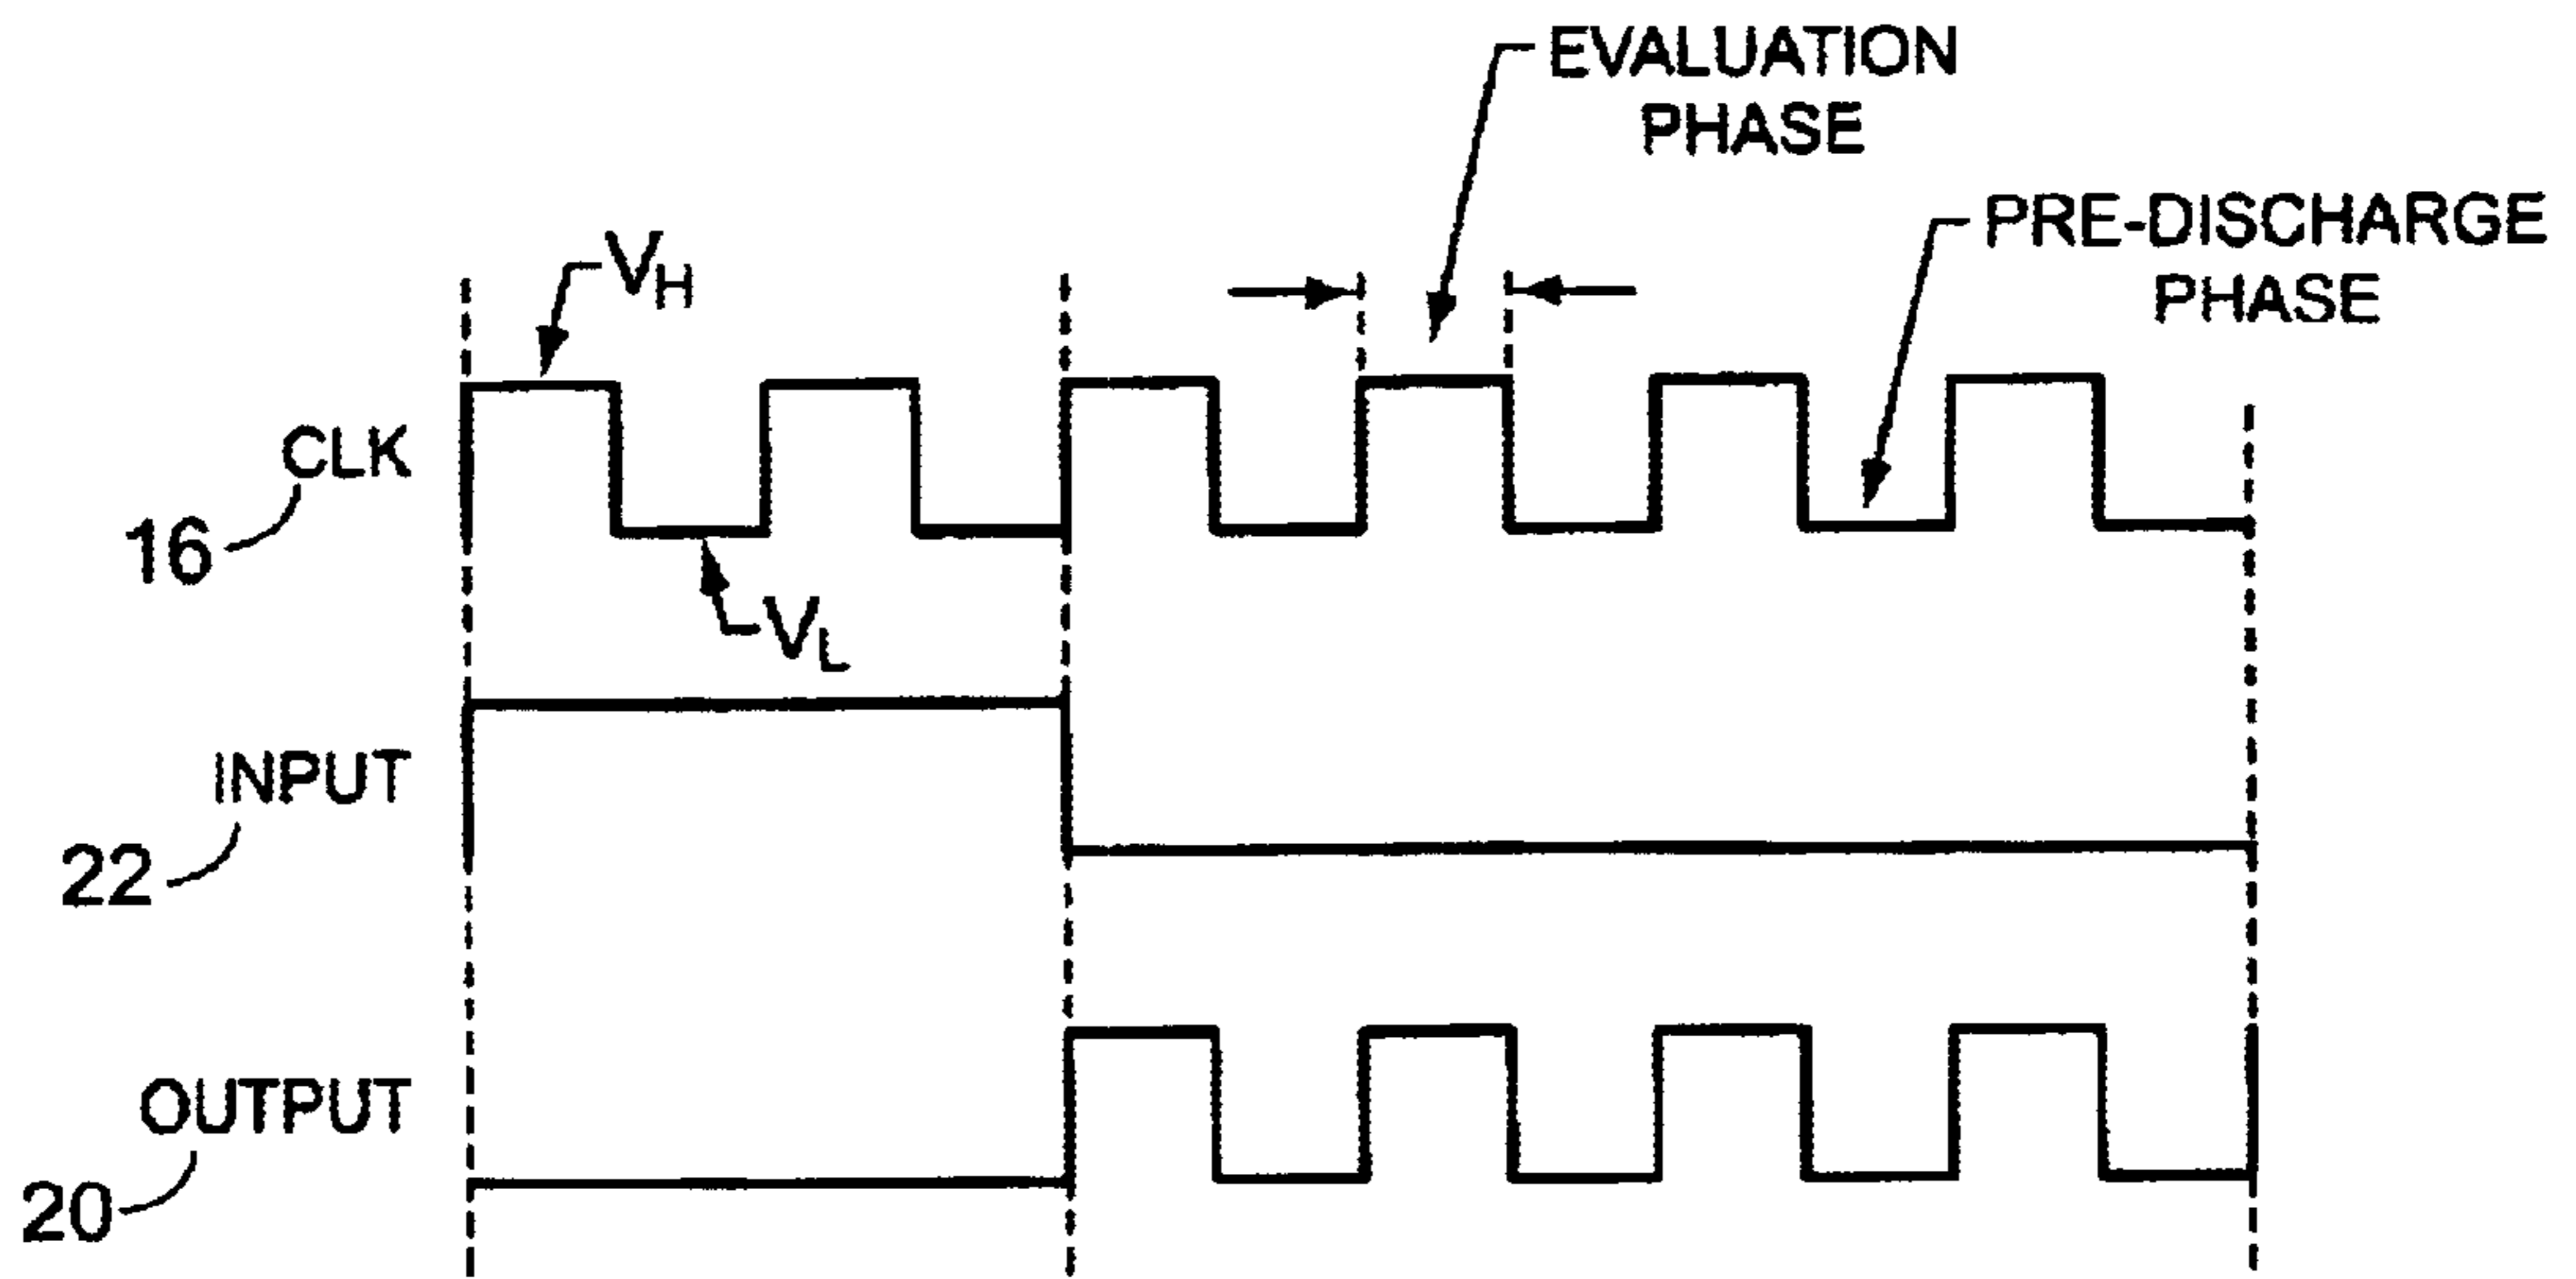 EVALUATION
PHASE
PRE-DISCHARGE
PHASE
VH
CLK
16
VL
INPUT
22
OUTPUT
20